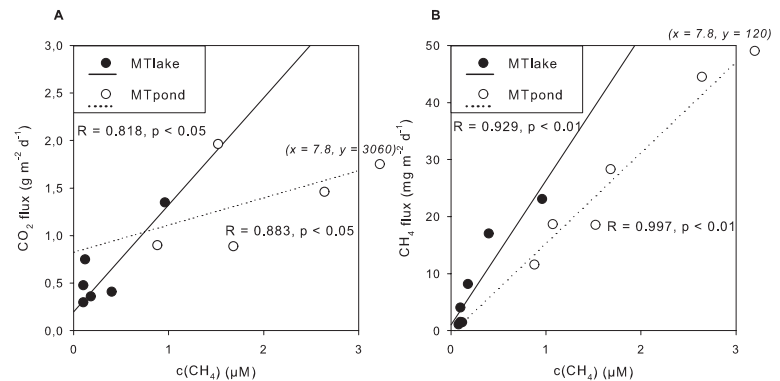 A
B
(x = 7.8, y = 120)
3,0
2,5
2,0
1,5
1,0
0,5
0,0
CO2 flux (g m-2 d-1)
MTlake
MTpond
R = 0.818, p < 0.05
(x = 7.8, y = 3060)
R = 0.883, p < 0.05
0 1 2 3
c(CH4) (µM)
50
40
30
20
10
0
CH4 flux (mg m-2 d-1)
MTlake
MTpond
R = 0.929, p < 0.01
R = 0.997, p < 0.01
0 1 2 3
c(CH4) (µM)